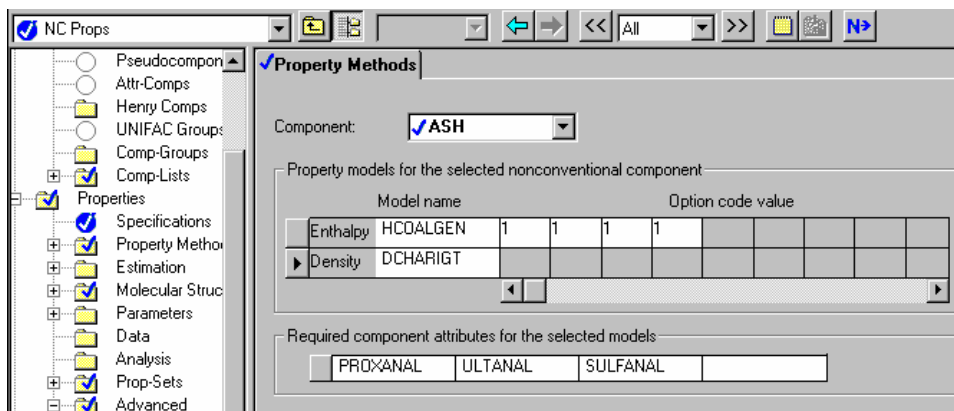 NC Props
All
N
<<
>>
Pseudocompon
Attr-Comps
Henry Comps
UNIFAC Groups
Comp-Groups
Comp-Lists
Properties
Specifications
Property Metho
Estimation
Molecular Struc
Parameters
Data
Analysis
Prop-Sets
Advanced
Property Methods
Component: ASH
Property models for the selected nonconventional component
Model name Option code value
Enthalpy HCOALGEN 1 1 1 1
Density DCHARIGT
Required component attributes for the selected models
PROXANAL ULTANAL SULFANAL